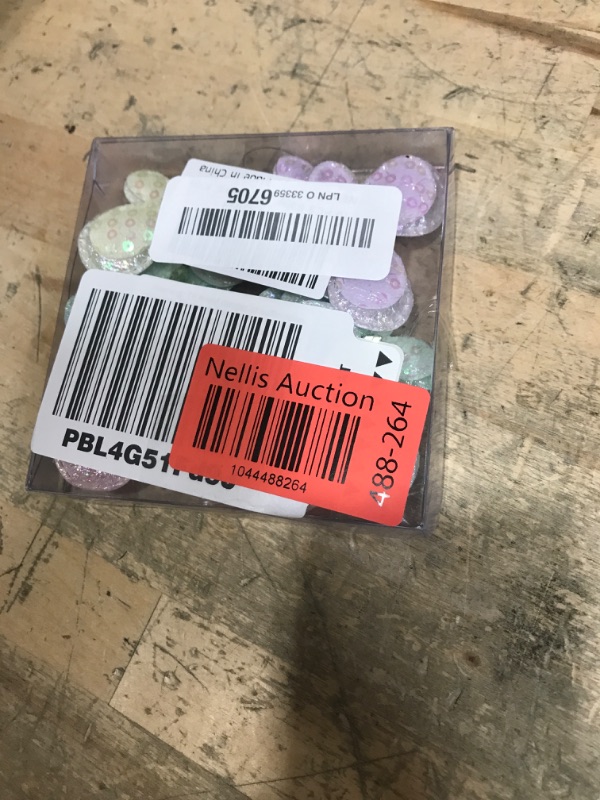 Made in China
LPN O 33359 6705
PBL4G51
Nellis Auction
1044488264
488-264